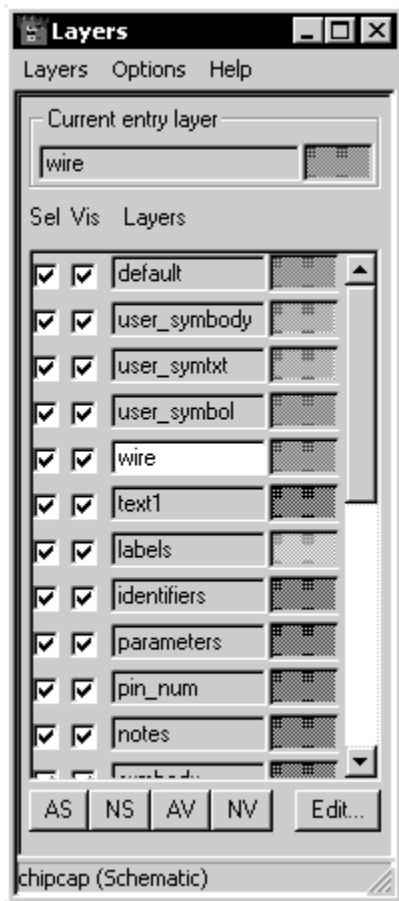 Layers
Layers Options Help
Current entry layer
wire
Sel Vis Layers
default
user_symbody
user_symtxt
user_symbol
wire
text1
labels
identifiers
parameters
pin_num
notes
AS NS AV NV Edit...
chipcap (Schematic)